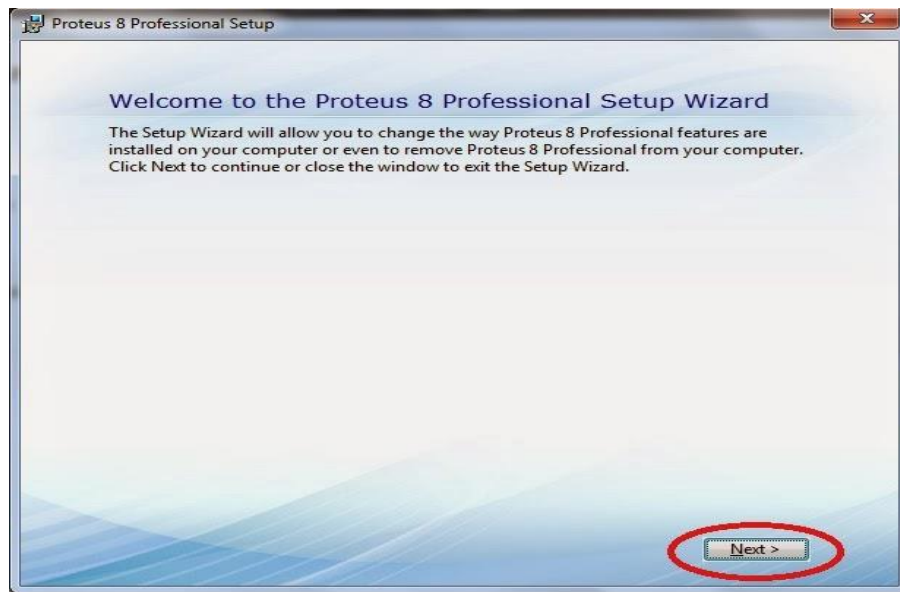 Proteus 8 Professional Setup
Welcome to the Proteus 8 Professional Setup Wizard
The Setup Wizard will allow you to change the way Proteus 8 Professional features are
installed on your computer or even to remove Proteus 8 Professional from your computer.
Click Next to continue or close the window to exit the Setup Wizard.
Next >